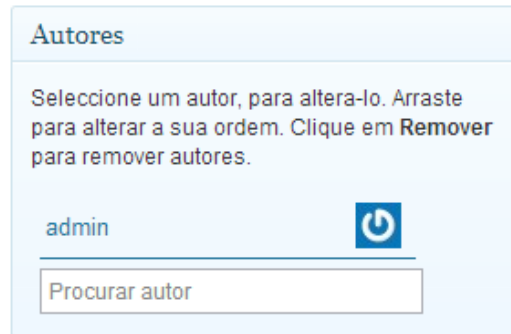 Autores
Seleccione um autor, para altera-lo. Arraste
para alterar a sua ordem. Clique em Remover
para remover autores.
admin
Procurar autor